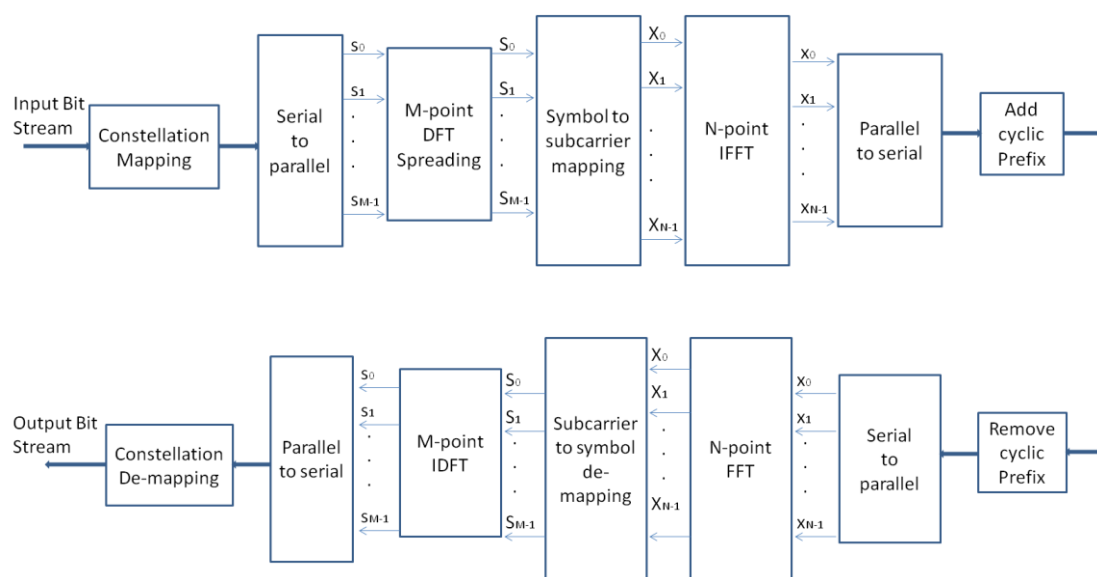 Input Bit
Stream
Constellation
Mapping
Serial
to
parallel
S0
S1
SM-1
M-point
DFT
Spreading
S0
S1
SM-1
Symbol to
subcarrier
mapping
X0
X1
XN-1
N-point
IFFT
x0
x1
xN-1
Parallel
to serial
Add
cyclic
Prefix
Output Bit
Stream
Constellation
De-mapping
Parallel
to serial
S0
S1
SM-1
M-point
IDFT
S0
S1
SM-1
Subcarrier
to symbol
de-
mapping
X0
X1
XN-1
N-point
FFT
x0
x1
xN-1
Serial
to
parallel
Remove
cyclic
Prefix